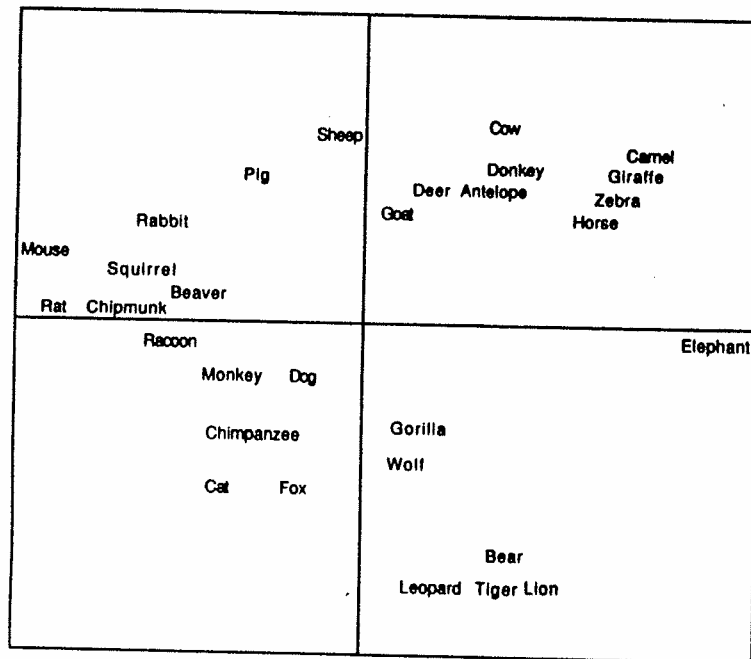 Cow
Sheep
Camel
Donkey
Pig
Giraffe
Deer Antelope
Zebra
Goat
Rabbit
Horse
Mouse
Squirrel
Beaver
Rat Chipmunk
Racoon
Elephant
Monkey Dog
Gorilla
Chimpanzee
Wolf
Cat Fox
Bear
Leopard Tiger Lion